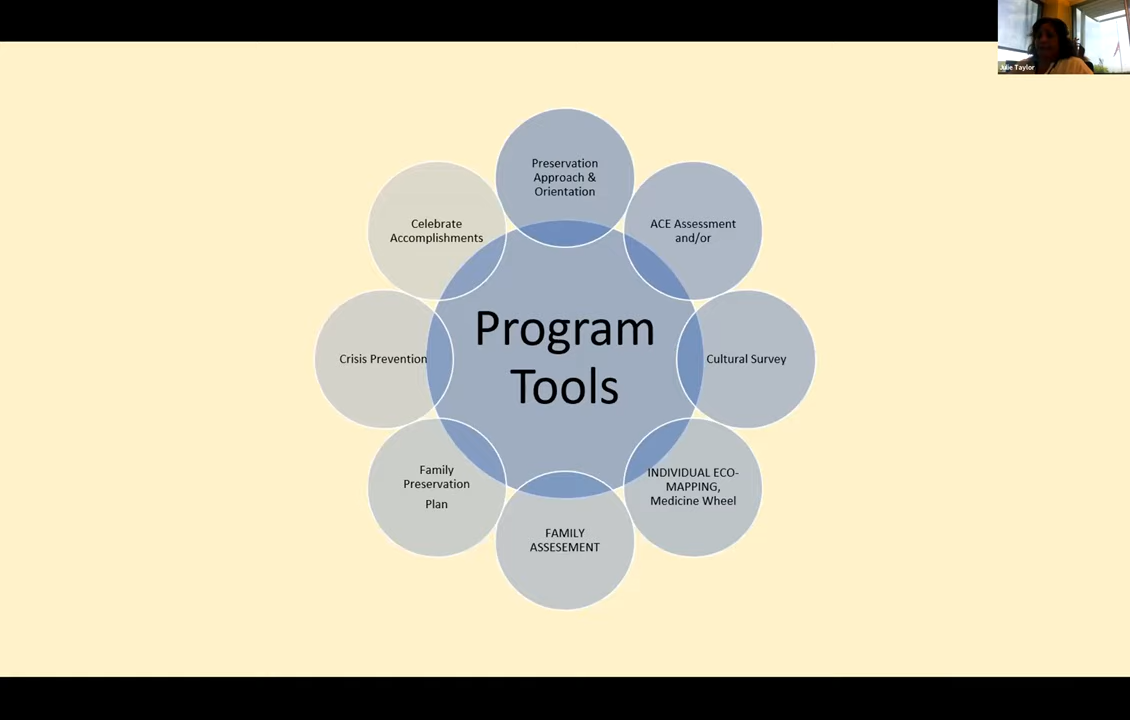 Julie Taylor
Preservation
Approach &
Orientation
ACE Assessment
and/or
Cultural Survey
INDIVIDUAL ECO-
MAPPING,
Medicine Wheel
FAMILY
ASSESEMENT
Family
Preservation
Plan
Crisis Prevention
Celebrate
Accomplishments
Program
Tools